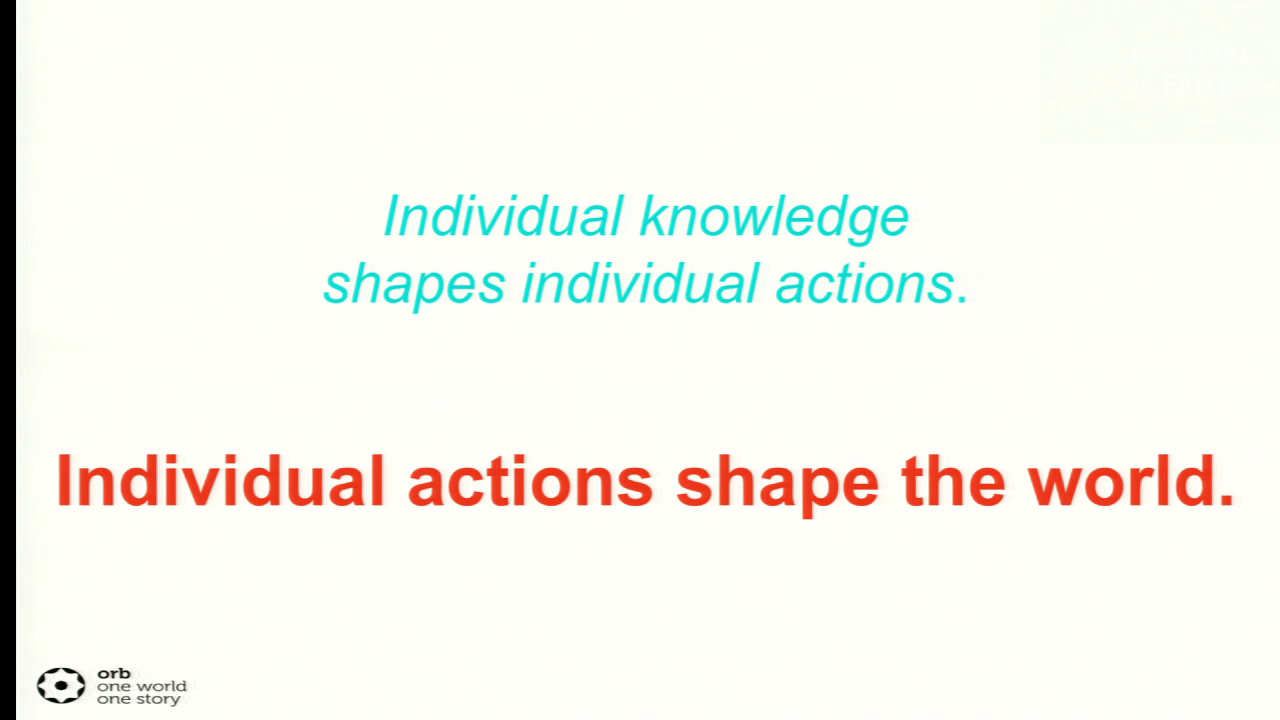 Individual knowledge
shapes individual actions.
Individual actions shape the world.
orb
one world
one story